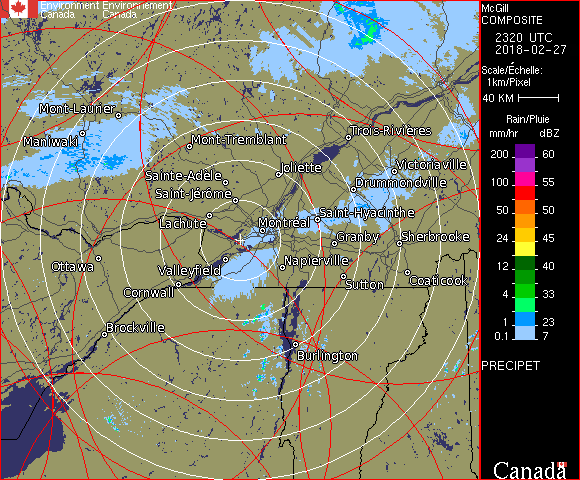 Environment Environnement
Canada Canada
McGill
COMPOSITE
2320 UTC
2018-02-27
Scale/Échelle:
1km/Pixel
40 KM
Rain/Pluie
mm/hr dBZ
200 60
100 55
50 50
24 45
12 40
4 33
1 23
0.1 7
PRECIPET
Mont-Laurier
Maniwaki
Mont-Tremblant
Trois-Rivières
Joliette
Victoriaville
Sainte-Adèle
Drummondville
Saint-Jérôme
Lachute
Saint-Hyacinthe
Montréal
Granby
Sherbrooke
Ottawa
Valleyfield
Napierville
Cornwall
Sutton
Coaticook
Brockville
Burlington
Canada